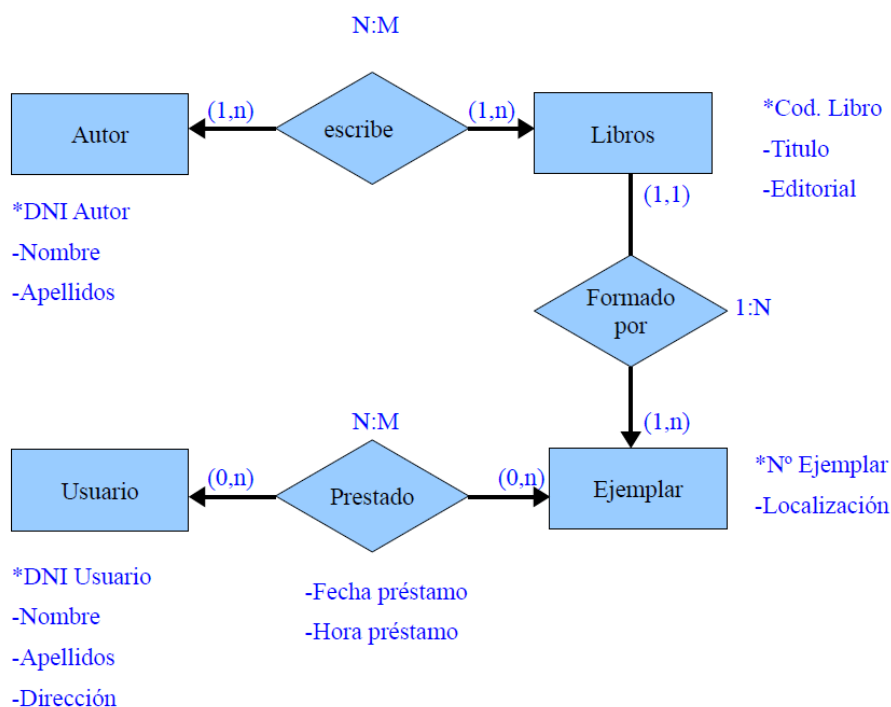 N:M
Autor
(1,n)
escribe
(1,n)
Libros
*Cod. Libro
-Titulo
-Editorial
*DNI Autor
-Nombre
-Apellidos
(1,1)
Formado
por
1:N
(1,n)
N:M
Usuario
(0,n)
Prestado
(0,n)
Ejemplar
*Nº Ejemplar
-Localización
*DNI Usuario
-Nombre
-Apellidos
-Dirección
-Fecha préstamo
-Hora préstamo